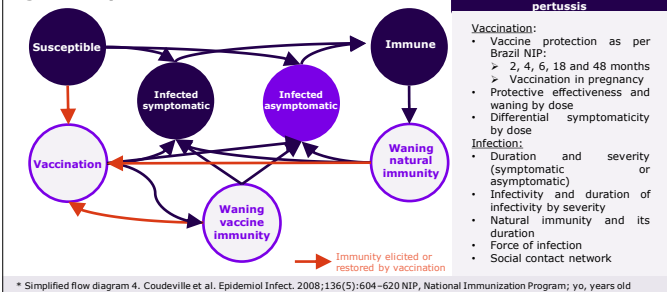 pertussis
Susceptible
Immune
Infected
symptomatic
Infected
asymptomatic
Vaccination
Waning
natural
immunity
Waning
vaccine
immunity
Immunity elicited or
restored by vaccination
Vaccination:
• Vaccine protection as per
Brazil NIP:
➢ 2, 4, 6, 18 and 48 months
➢ Vaccination in pregnancy
• Protective effectiveness and
waning by dose
• Differential symptomaticity
by dose
Infection:
• Duration and severity
(symptomatic or
asymptomatic)
• Infectivity and duration of
infectivity by severity
• Natural immunity and its
duration
• Force of infection
• Social contact network
* Simplified flow diagram 4. Coudeville et al. Epidemiol Infect. 2008;136(5):604–620 NIP, National Immunization Program; yo, years old